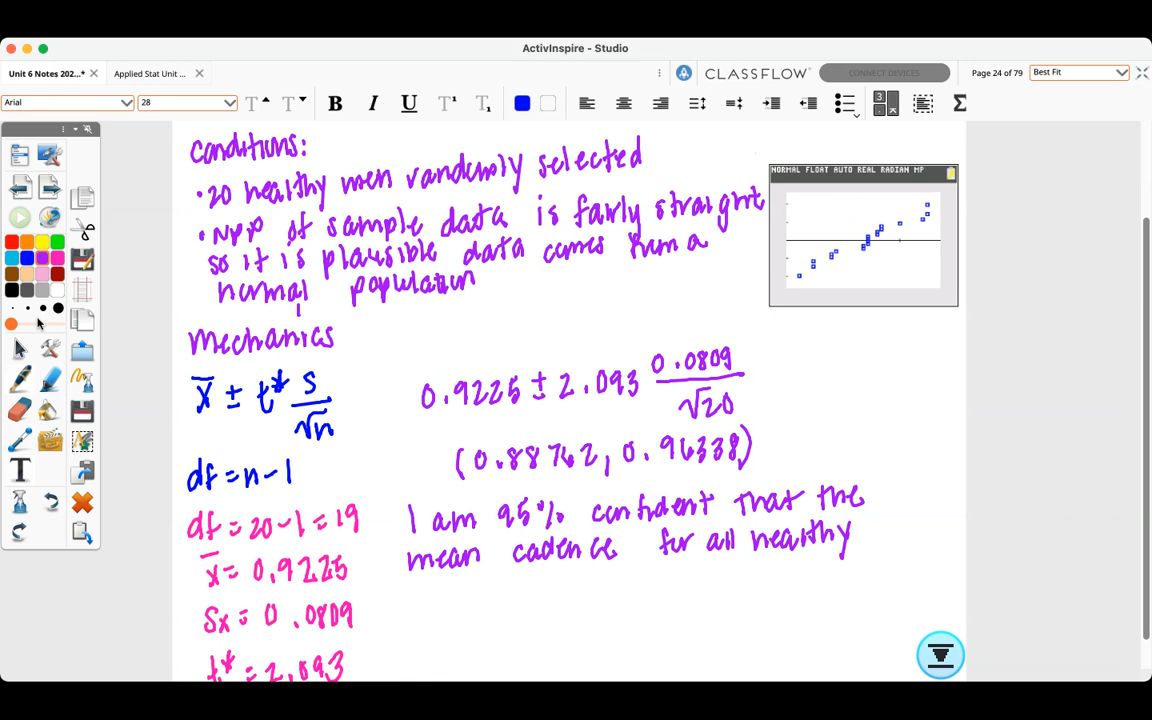 ActivInspire - Studio
Unit 6 Notes 202...*
Applied Stat Unit ...
CLASSFLOW
CONNECT DEVICES
Page 24 of 79
Best Fit
Arial
28
Conditions:
• 20 healthy men randomly selected
• NPP of sample data is fairly straight
so it is plausible data comes from a
normal population
NORMAL FLOAT AUTO REAL RADIAN MP
Mechanics
x̄ ± t* s/√n
0.9225 ± 2.093 0.0809/√20
(0.88762, 0.96338)
df = n - 1
df = 20 - 1 = 19
x̄ = 0.9225
Sx = 0.0809
t* = 2.093
I am 95% confident that the
mean cadence for all healthy